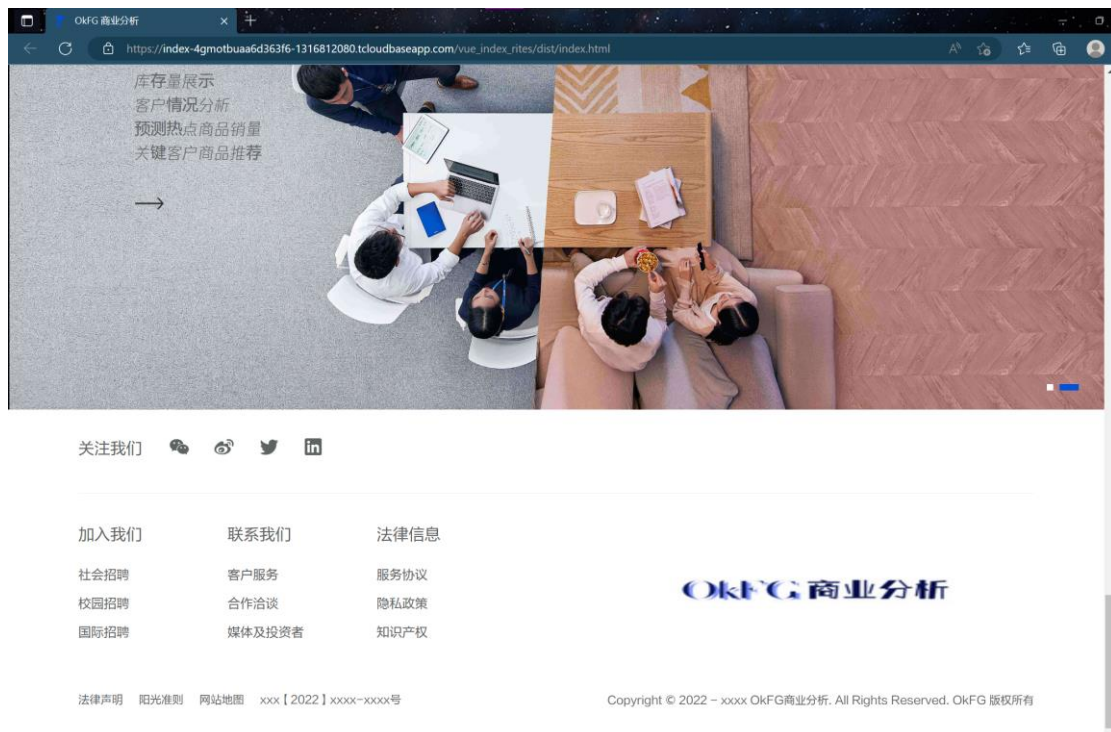 OkFG 商业分析
https://index-4gmotbuaa6d363f6-1316812080.tcloudbaseapp.com/vue_index_rites/dist/index.html
库存量展示
客户情况分析
预测热点商品销量
关键客户商品推荐
关注我们
加入我们 联系我们 法律信息
社会招聘 客户服务 服务协议
校园招聘 合作洽谈 隐私政策
国际招聘 媒体及投资者 知识产权
OkFG 商业分析
法律声明 阳光准则 网站地图 xxx【2022】xxxx-xxxx号
Copyright © 2022 - xxxx OkFG商业分析. All Rights Reserved. OkFG 版权所有